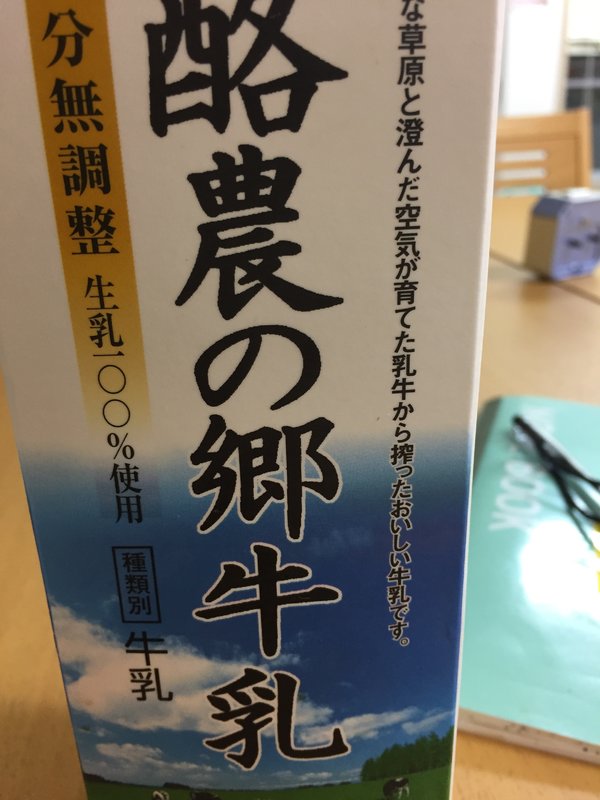 な草原と澄んだ空気が育てた乳牛から搾ったおいしい牛乳です。
酪農の郷牛乳
分無調整 生乳一〇〇%使用
種類別 牛乳